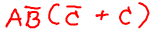 AB̅(C̅ + C)